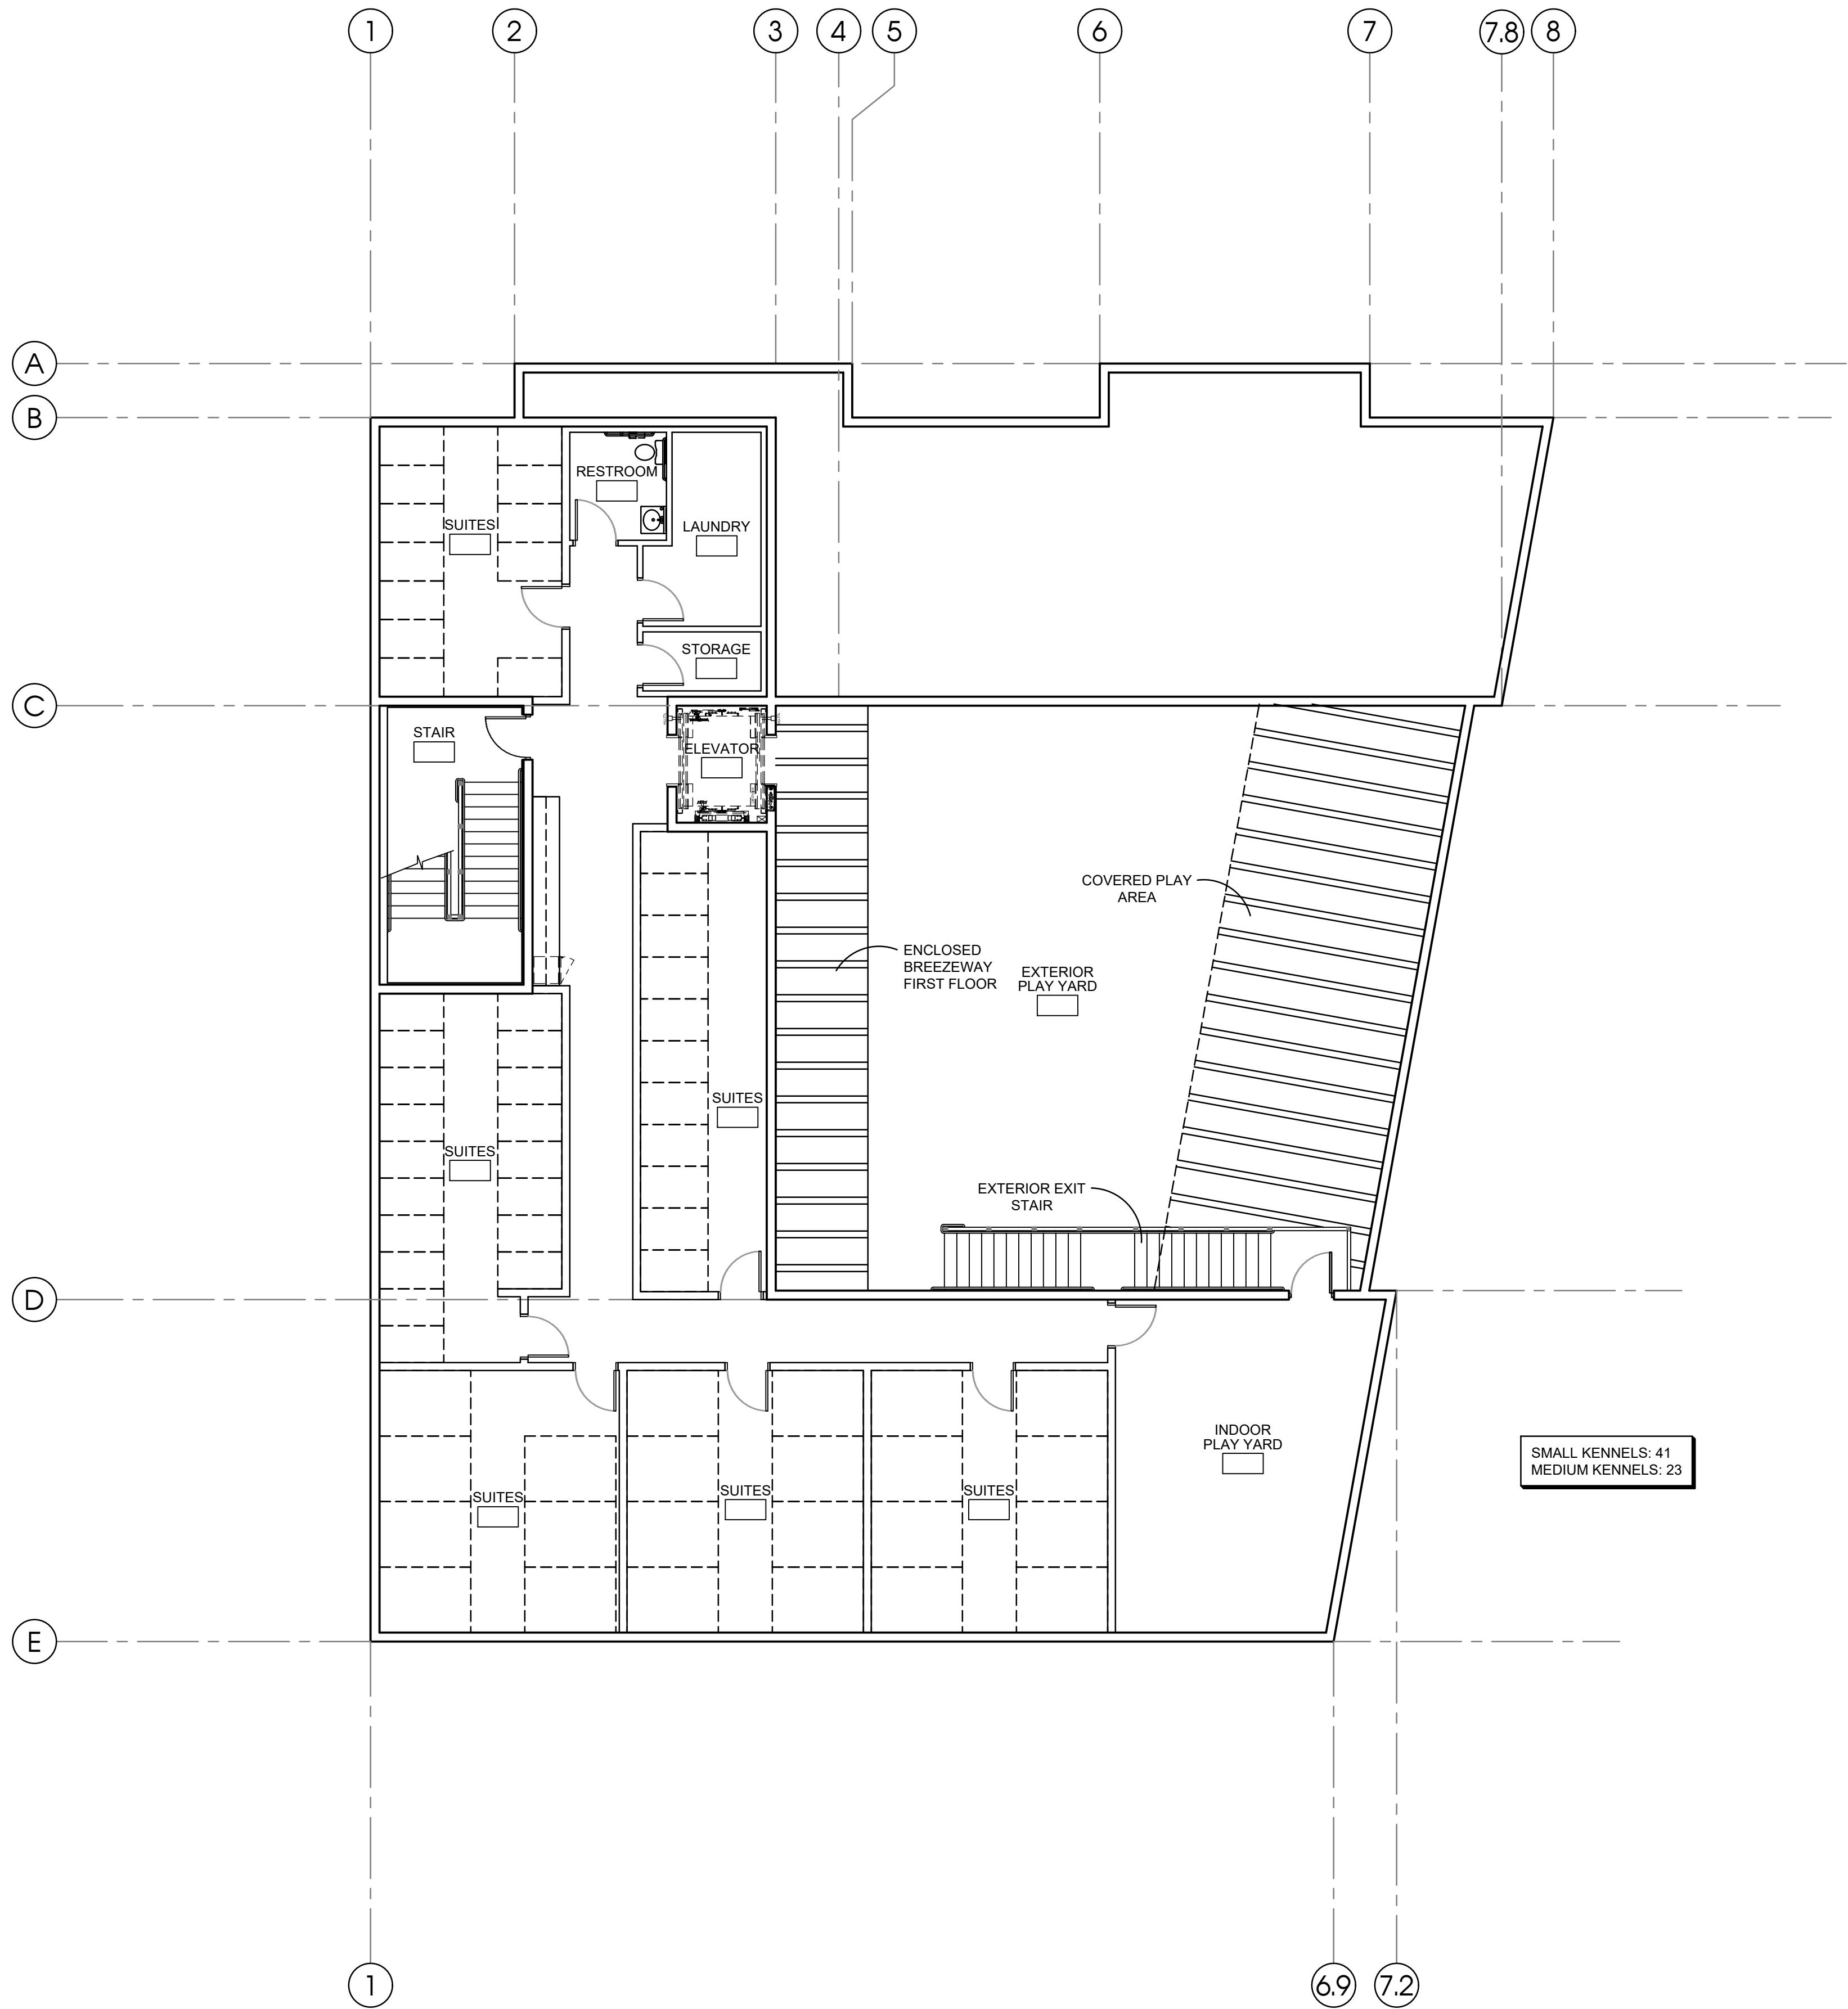 1
2
3
4
5
6
7
7.8
8
A
B
RESTROOM
SUITES
LAUNDRY
STORAGE
C
STAIR
ELEVATOR
COVERED PLAY
AREA
ENCLOSED
BREEZEWAY
FIRST FLOOR
EXTERIOR
PLAY YARD
SUITES
SUITES
EXTERIOR EXIT
STAIR
D
INDOOR
PLAY YARD
SMALL KENNELS: 41
MEDIUM KENNELS: 23
SUITES
SUITES
SUITES
E
1
6.9
7.2